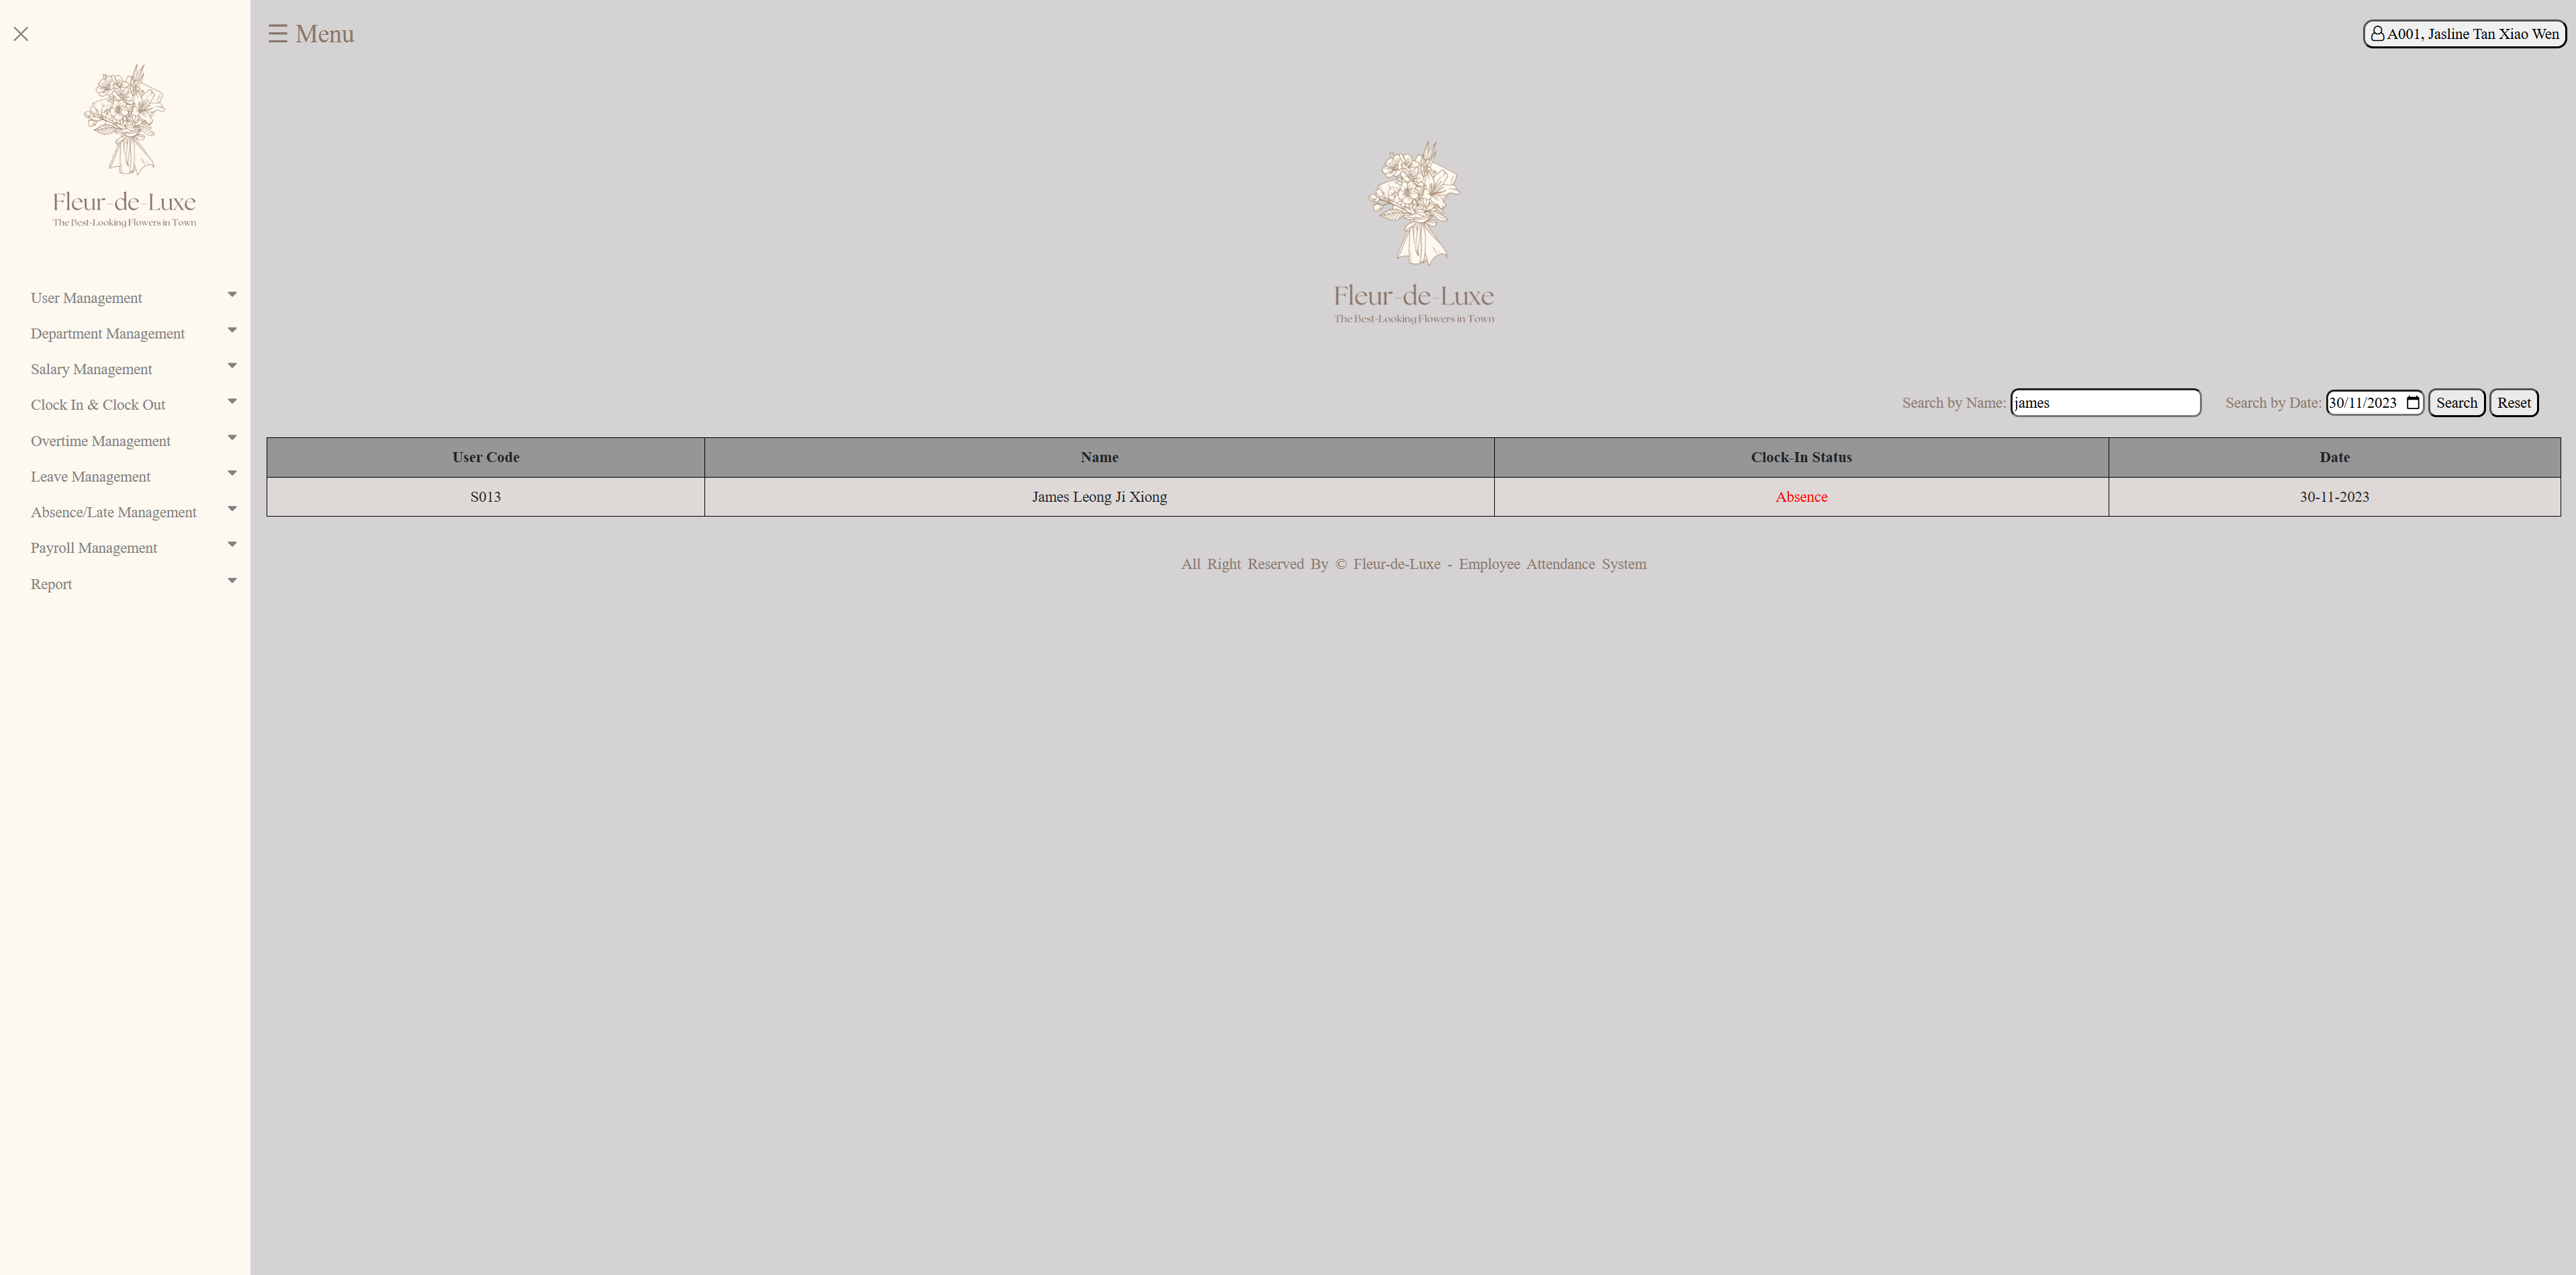 ☰ Menu
A001, Jasline Tan Xiao Wen
Fleur-de-Luxe
The Best-Looking Flowers in Town
User Management
Department Management
Salary Management
Clock In & Clock Out
Overtime Management
Leave Management
Absence/Late Management
Payroll Management
Report
Fleur-de-Luxe
The Best-Looking Flowers in Town
Search by Name: james Search by Date: 30/11/2023 Search Reset
User Code Name Clock-In Status Date
S013 James Leong Ji Xiong Absence 30-11-2023
All Right Reserved By © Fleur-de-Luxe - Employee Attendance System